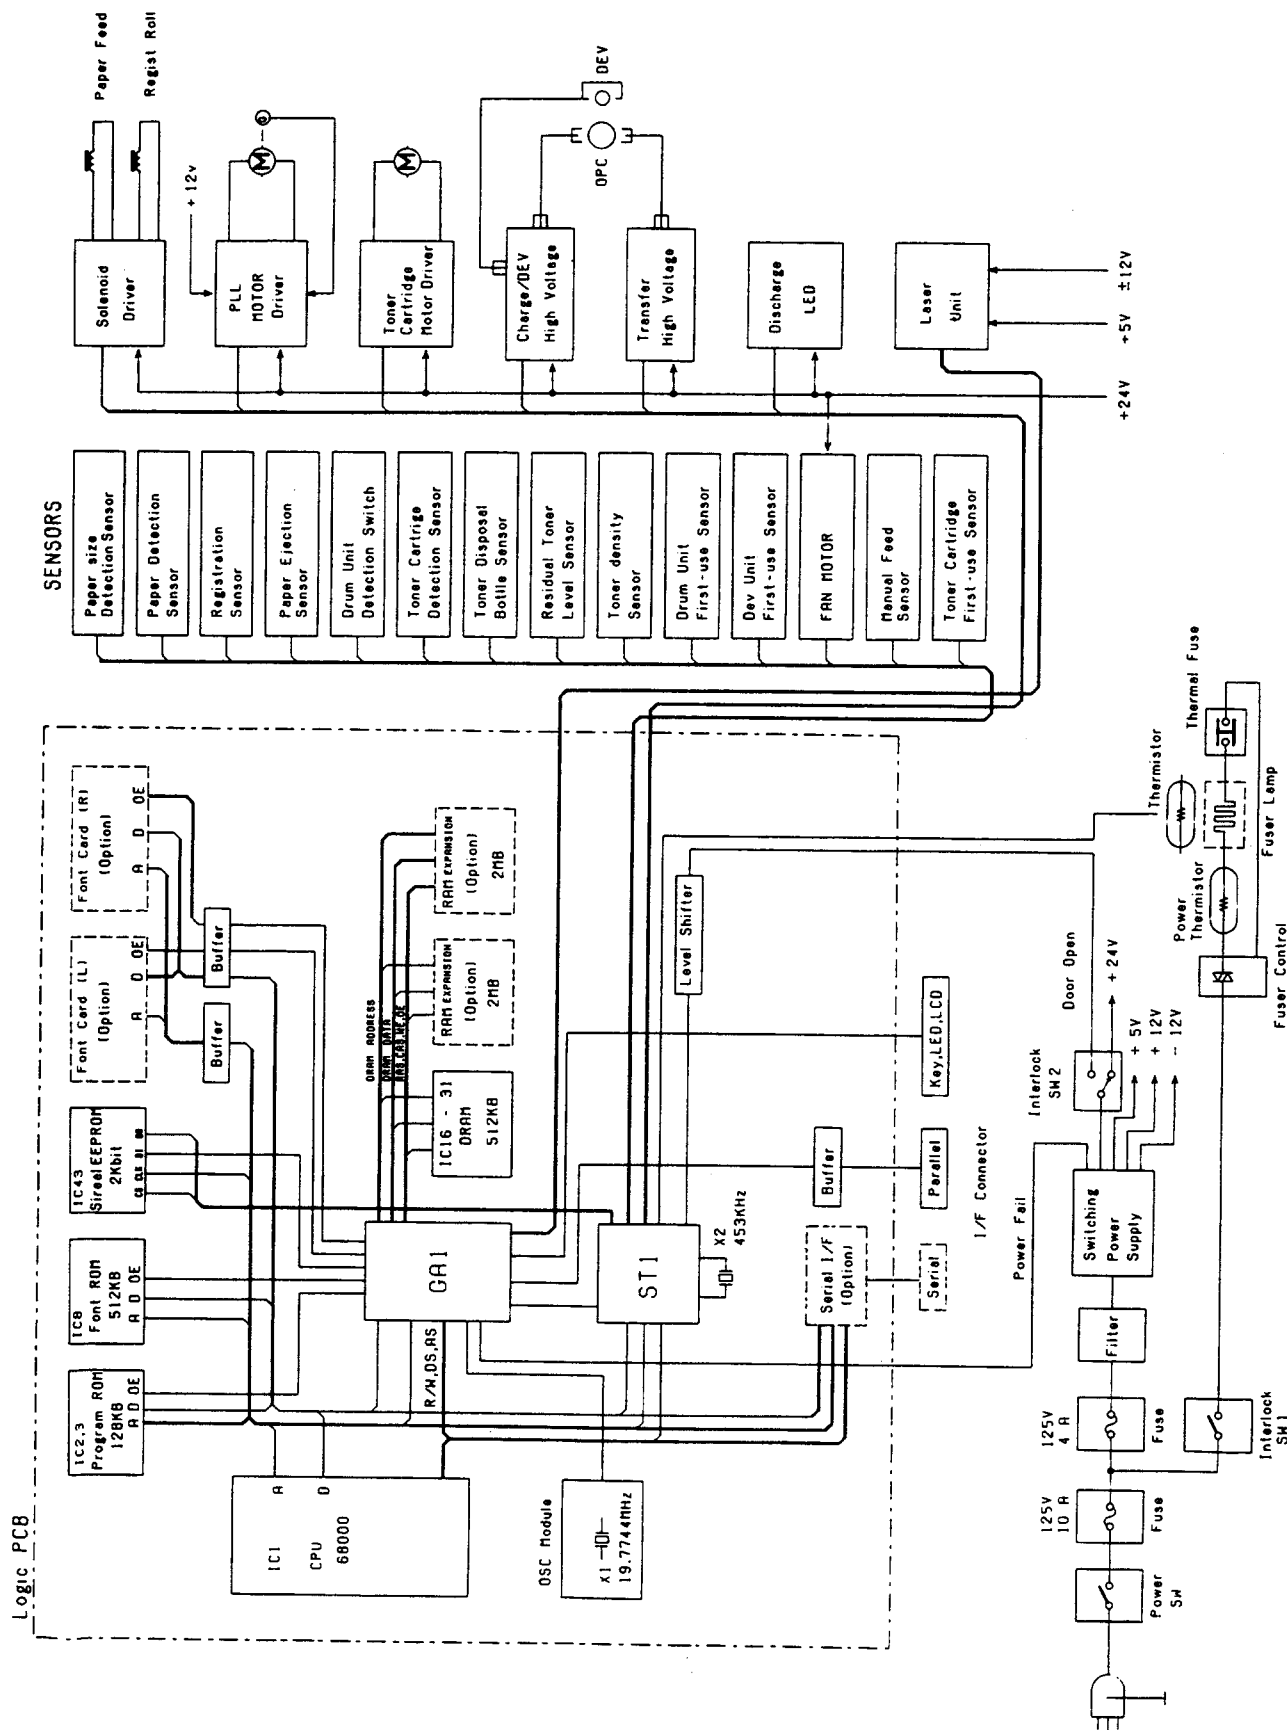 Logic PCB
IC2,3
Program ROM
128KB
A D OE
IC8
Font ROM
512KB
A D OE
IC43
SirealEEPROM
2Kbit
CS CLK DI DO
Font Card (L)
(Option)
A D OE
Font Card (R)
(Option)
A D OE
Buffer
Buffer
IC1
CPU
68000
A
D
R/W,DS,AS
GA1
DRAM ADDRESS
DRAM DATA
RAS,CAS,WE,OE
IC16 - 31
DRAM
512KB
RAM EXPANSION
(Option)
2MB
RAM EXPANSION
(Option)
2MB
OSC Module
X1
19.7744MHz
ST1
X2
453KHz
Level Shifter
Serial I/F
(Option)
Buffer
Serial
Parallel
Key,LED,LCD
I/F Connector
SENSORS
Paper size
Detection Sensor
Paper Detection
Sensor
Registration
Sensor
Paper Ejection
Sensor
Drum Unit
Detection Switch
Toner Cartrige
Detection Sensor
Toner Disposal
Botlle Sensor
Residual Toner
Level Sensor
Toner density
Sensor
Drum Unit
First-use Sensor
Dev Unit
First-use Sensor
FAN MOTOR
Manual Feed
Sensor
Toner Cartridge
First-use Sensor
Solenoid
Driver
Paper Feed
Regist Roll
+12v
PLL
MOTOR
Driver
M
Toner
Cartridge
Motor Driver
M
Charge/DEV
High Voltage
DEV
OPC
Transfer
High Voltage
Discharge
LED
Laser
Unit
+24V
+5V
±12V
Power Fail
Interlock
SW2
Door Open
+24V
+5V
+12V
-12V
Switching
Power
Supply
Filter
125V
4 A
Fuse
125V
10 A
Fuse
Power
SW
Interlock
SW1
Fuser Control
Power
Thermistor
Thermistor
Fuser Lamp
Thermal Fuse